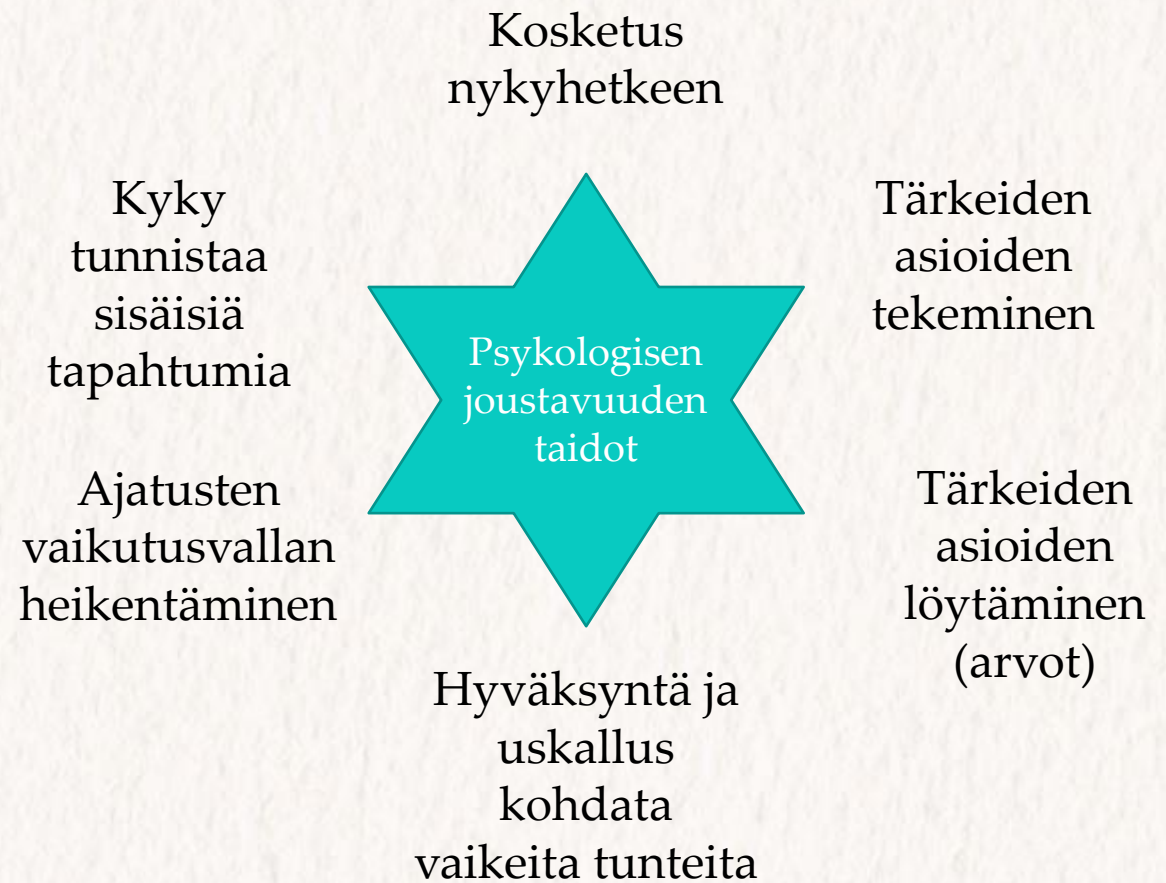 Kosketus
nykyhetkeen
Kyky
tunnistaa
sisäisiä
tapahtumia
Tärkeiden
asioiden
tekeminen
Psykologisen
joustavuuden
taidot
Ajatusten
vaikutusvallan
heikentäminen
Tärkeiden
asioiden
löytäminen
(arvot)
Hyväksyntä ja
uskallus
kohdata
vaikeita tunteita